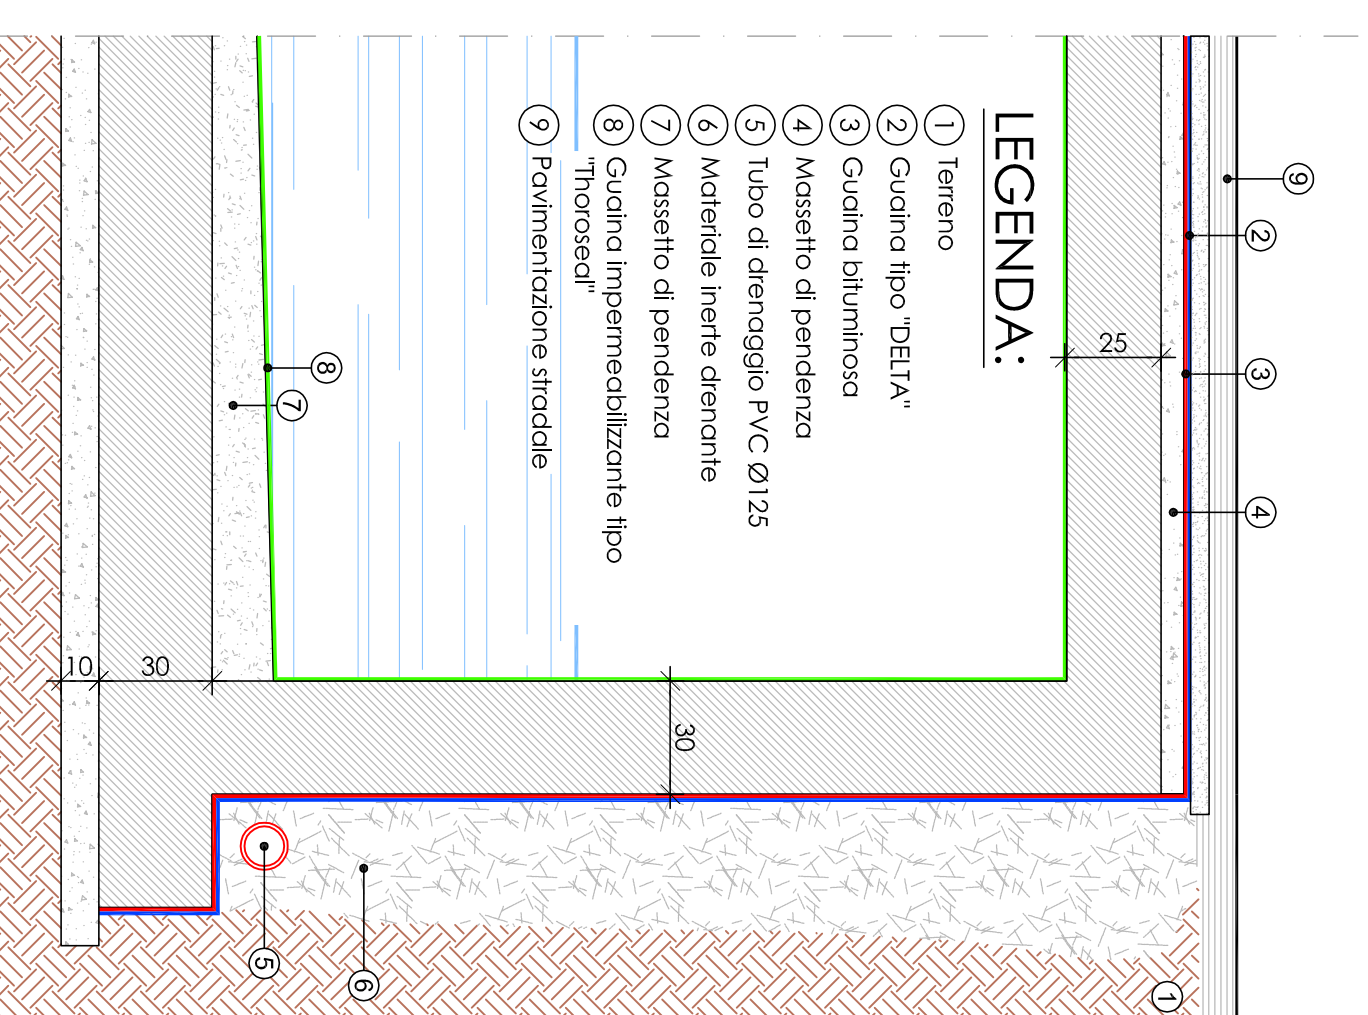 LEGENDA:
1 Terreno
2 Guaina tipo "DELTA"
3 Guaina bituminosa
4 Massetto di pendenza
5 Tubo di drenaggio PVC Ø125
6 Materiale inerte drenante
7 Massetto di pendenza
8 Guaina impermeabilizzante tipo
"Thoroseal"
9 Pavimentazione stradale
9
2
3
4
25
8
7
10
30
30
5
6
1